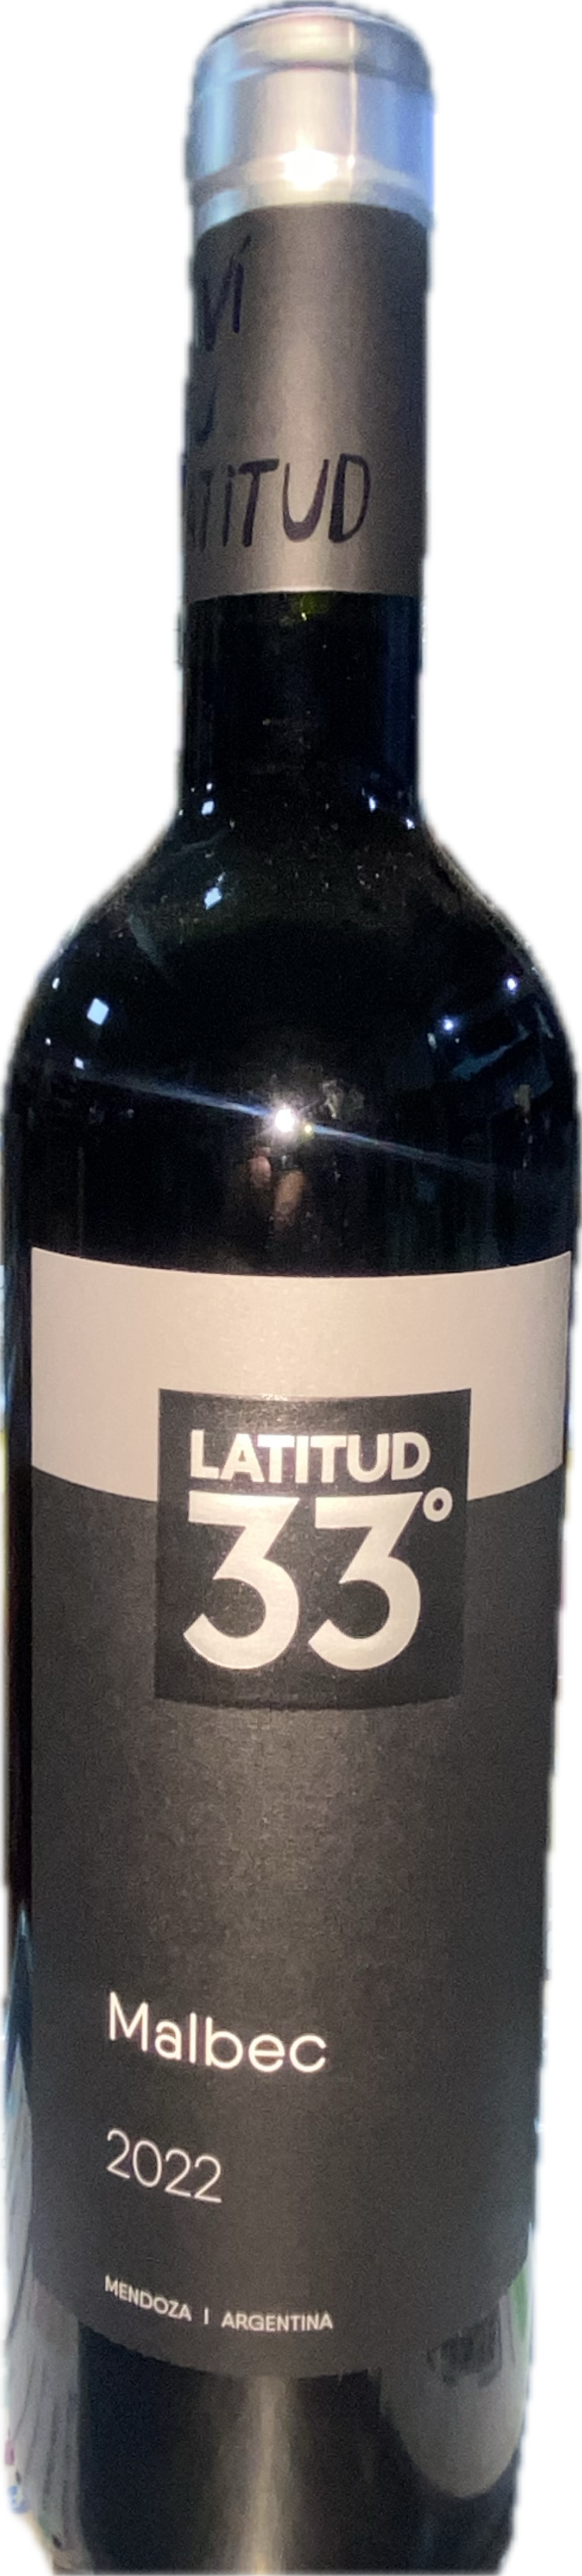 LATITUD
33°
Malbec
2022
MENDOZA | ARGENTINA